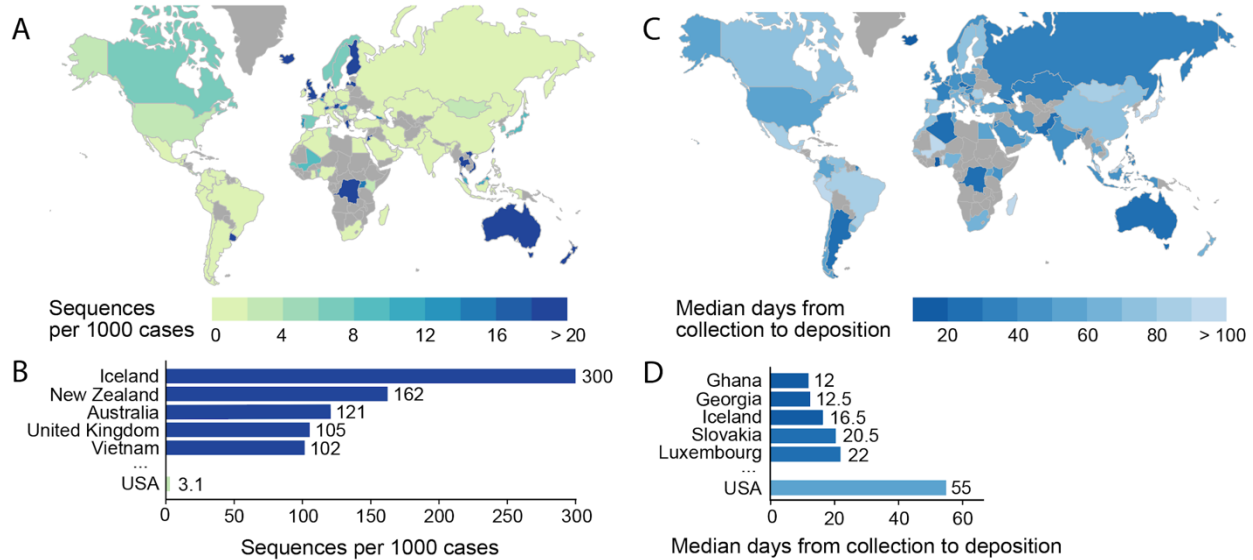 A
Sequences
per 1000 cases
0 4 8 12 16 > 20
B
Iceland 300
New Zealand 162
Australia 121
United Kingdom 105
Vietnam 102
...
USA 3.1
0 50 100 150 200 250 300
Sequences per 1000 cases
C
Median days from
collection to deposition
20 40 60 80 > 100
D
Ghana 12
Georgia 12.5
Iceland 16.5
Slovakia 20.5
Luxembourg 22
...
USA 55
0 20 40 60
Median days from collection to deposition